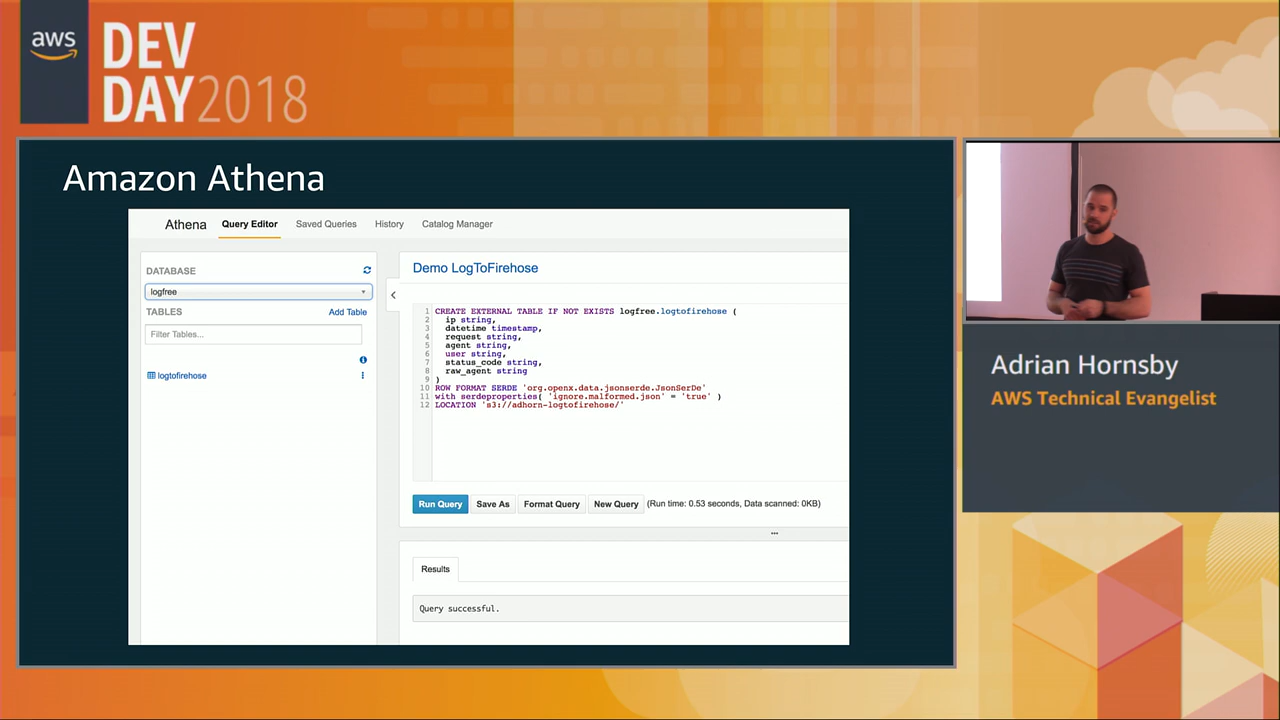 aws
DEV
DAY2018
Amazon Athena
Athena Query Editor Saved Queries History Catalog Manager
DATABASE
logfree
TABLES Add Table
Filter Tables...
logtofirehose
Demo LogToFirehose
1 CREATE EXTERNAL TABLE IF NOT EXISTS logfree.logtofirehose (
2 ip string,
3 datetime timestamp,
4 request string,
5 agent string,
6 user string,
7 status_code string,
8 raw_agent string
9 )
10 ROW FORMAT SERDE 'org.openx.data.jsonserde.JsonSerDe'
11 with serdeproperties( 'ignore.malformed.json' = 'true' )
12 LOCATION 's3://adhorn-logtofirehose/'
Run Query Save As Format Query New Query (Run time: 0.53 seconds, Data scanned: 0KB)
Results
Query successful.
Adrian Hornsby
AWS Technical Evangelist